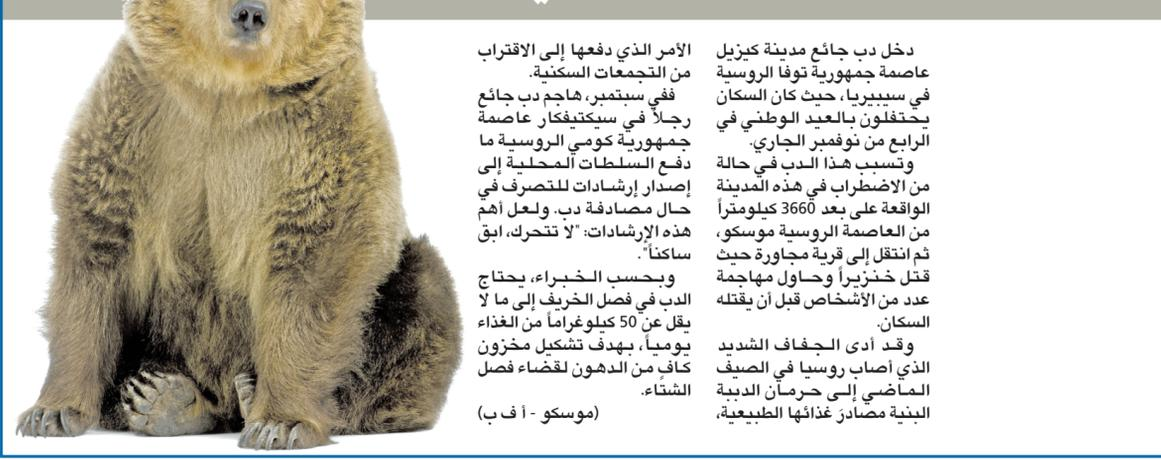 دخل دب جائع مدينة كيزيل
عاصمة جمهورية توفا الروسية
في سيبيريا، حيث كان السكان
يحتفلون بالعيد الوطني في
الرابع من نوفمبر الجاري.
وتسبب هذا الدب في حالة
من الاضطراب في هذه المدينة
الواقعة على بعد 3660 كيلومتراً
من العاصمة الروسية موسكو،
ثم انتقل إلى قرية مجاورة حيث
قتل خنزيراً وحاول مهاجمة
عدد من الأشخاص قبل أن يقتله
السكان.
وقد أدى الجفاف الشديد
الذي أصاب روسيا في الصيف
الماضي إلى حرمان الدببة
البنية مصادرَ غذائها الطبيعية،
الأمر الذي دفعها إلى الاقتراب
من التجمعات السكنية.
ففي سبتمبر، هاجم دب جائع
رجلاً في سيكتيفكار عاصمة
جمهورية كومي الروسية ما
دفع السلطات المحلية إلى
إصدار إرشادات للتصرف في
حال مصادفة دب. ولعل أهم
هذه الإرشادات: "لا تتحرك، ابق
ساكناً".
وبحسب الخبراء، يحتاج
الدب في فصل الخريف إلى ما لا
يقل عن 50 كيلوغراماً من الغذاء
يومياً، بهدف تشكيل مخزون
كافٍ من الدهون لقضاء فصل
الشتاء.
(موسكو - أ ف ب)